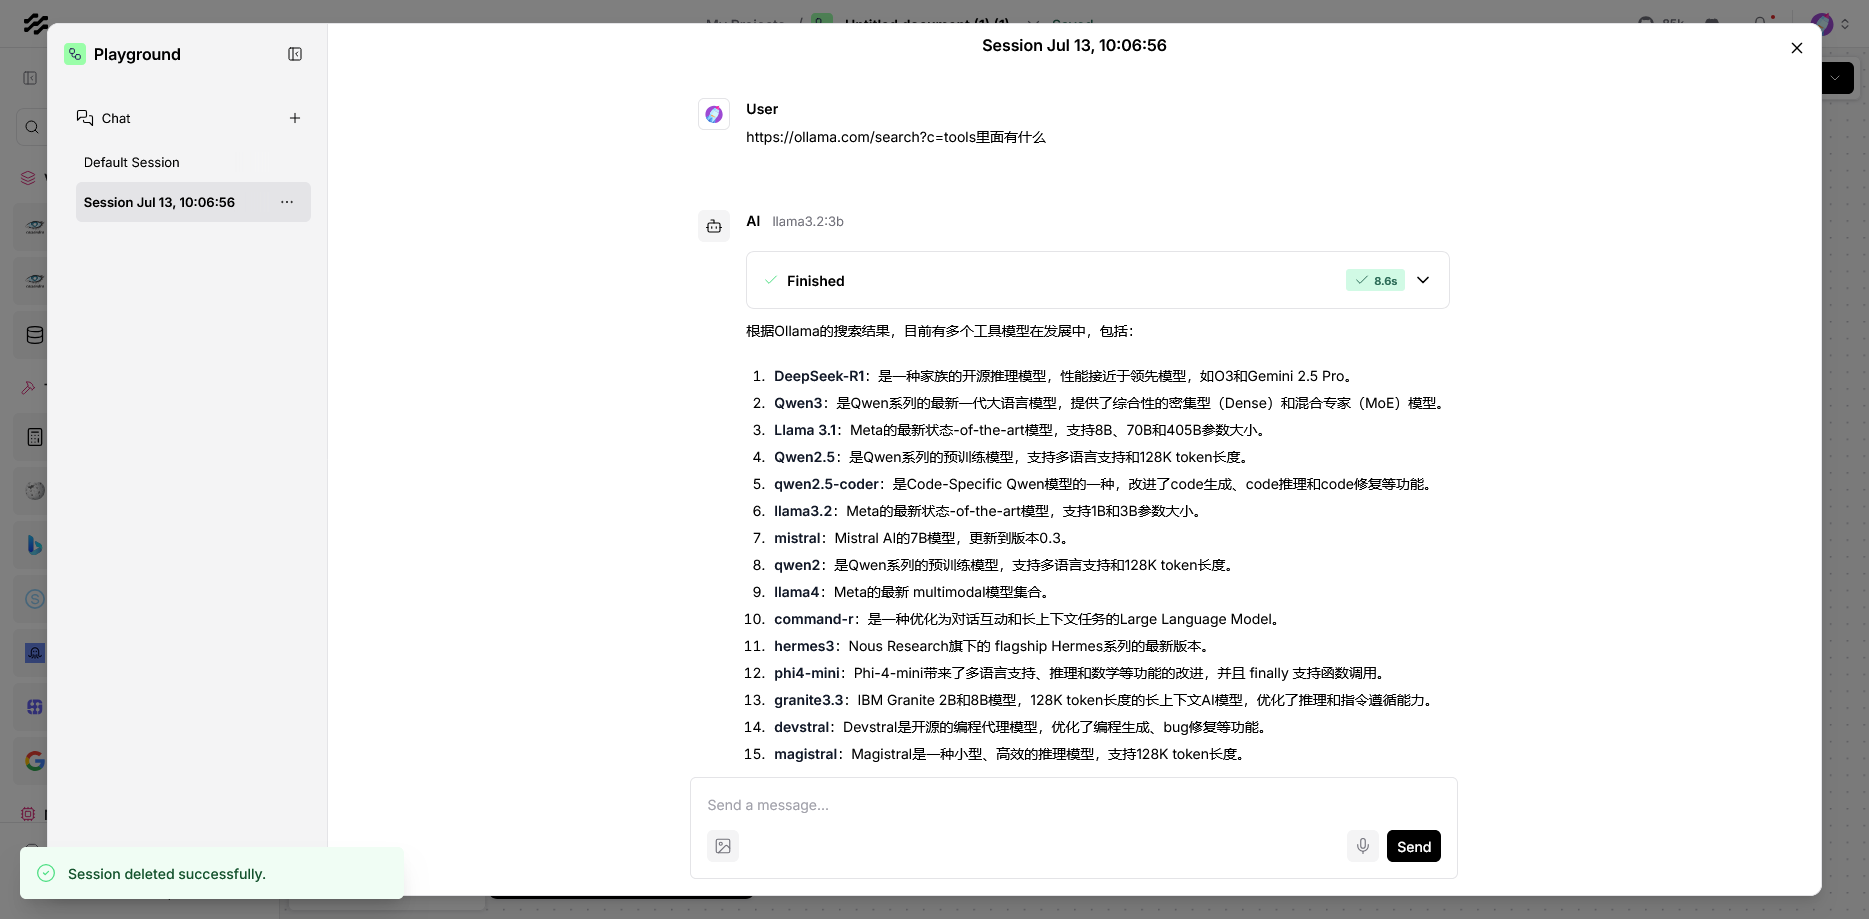 Playground
Chat
Default Session
Session Jul 13, 10:06:56
Session Jul 13, 10:06:56
User
https://ollama.com/search?c=tools里面有什么
AI llama3.2:3b
Finished
8.6s
根据Ollama的搜索结果，目前有多个工具模型在发展中，包括：
1. DeepSeek-R1：是一种家族的开源推理模型，性能接近于领先模型，如O3和Gemini 2.5 Pro。
2. Qwen3：是Qwen系列的最新一代大语言模型，提供了综合性的密集型（Dense）和混合专家（MoE）模型。
3. Llama 3.1：Meta的最新状态-of-the-art模型，支持8B、70B和405B参数大小。
4. Qwen2.5：是Qwen系列的预训练模型，支持多语言支持和128K token长度。
5. qwen2.5-coder：是Code-Specific Qwen模型的一种，改进了code生成、code推理和code修复等功能。
6. llama3.2：Meta的最新状态-of-the-art模型，支持1B和3B参数大小。
7. mistral：Mistral AI的7B模型，更新到版本0.3。
8. qwen2：是Qwen系列的预训练模型，支持多语言支持和128K token长度。
9. llama4：Meta的最新 multimodal模型集合。
10. command-r：是一种优化为对话互动和长上下文任务的Large Language Model。
11. hermes3：Nous Research旗下的 flagship Hermes系列的最新版本。
12. phi4-mini：Phi-4-mini带来了多语言支持、推理和数学等功能的改进，并且 finally 支持函数调用。
13. granite3.3：IBM Granite 2B和8B模型，128K token长度的长上下文AI模型，优化了推理和指令遵循能力。
14. devstral：Devstral是开源的编程代理模型，优化了编程生成、bug修复等功能。
15. magistral：Magistral是一种小型、高效的推理模型，支持128K token长度。
Send a message...
Send
Session deleted successfully.